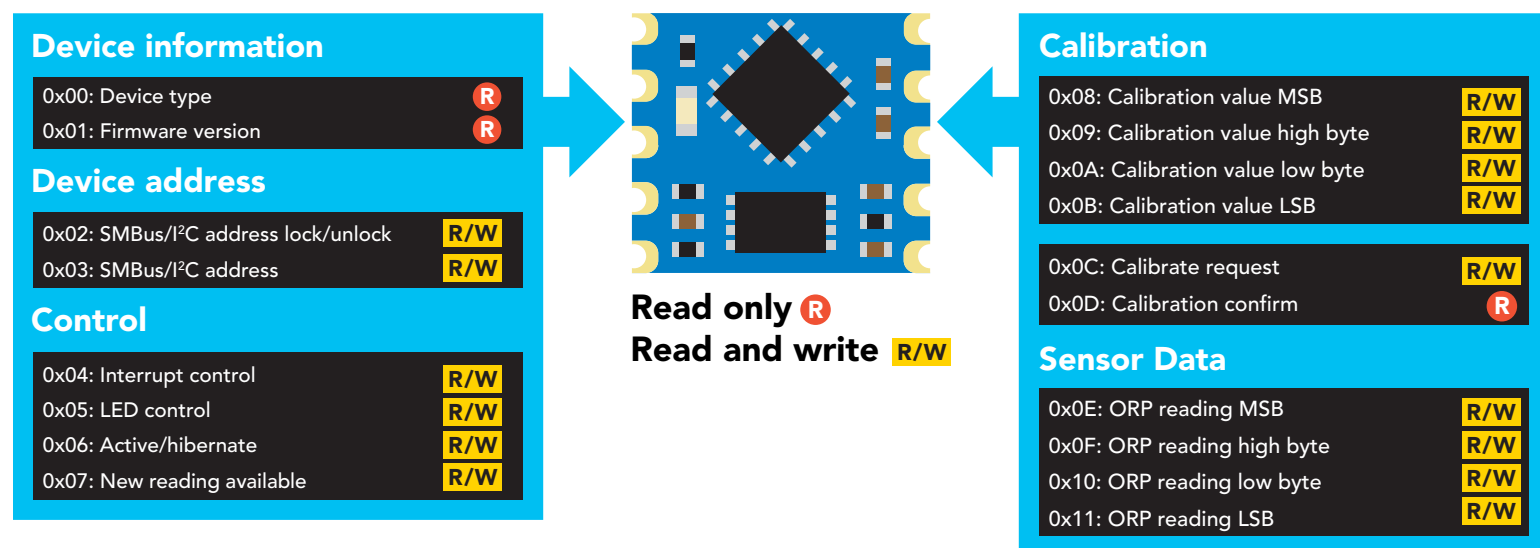 Device information
0x00: Device type R
0x01: Firmware version R
Device address
0x02: SMBus/I²C address lock/unlock R/W
0x03: SMBus/I²C address R/W
Control
0x04: Interrupt control R/W
0x05: LED control R/W
0x06: Active/hibernate R/W
0x07: New reading available R/W
Read only R
Read and write R/W
Calibration
0x08: Calibration value MSB R/W
0x09: Calibration value high byte R/W
0x0A: Calibration value low byte R/W
0x0B: Calibration value LSB R/W
0x0C: Calibrate request R/W
0x0D: Calibration confirm R
Sensor Data
0x0E: ORP reading MSB R/W
0x0F: ORP reading high byte R/W
0x10: ORP reading low byte R/W
0x11: ORP reading LSB R/W